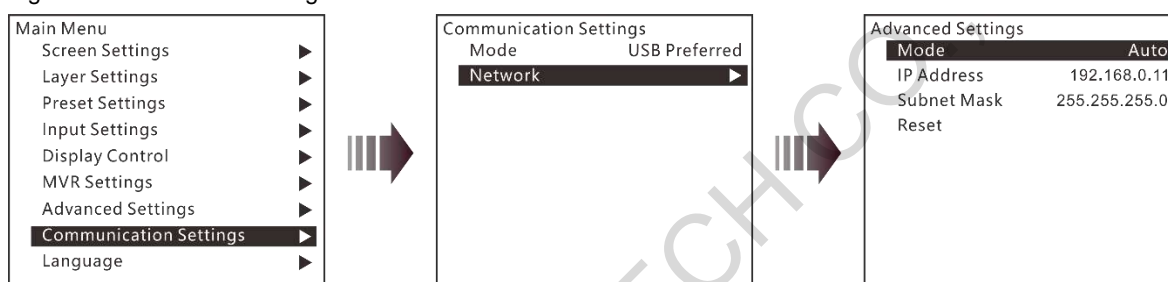 Main Menu
Screen Settings
Layer Settings
Preset Settings
Input Settings
Display Control
MVR Settings
Advanced Settings
Communication Settings
Language
Communication Settings
Mode USB Preferred
Network
Advanced Settings
Mode Auto
IP Address 192.168.0.11
Subnet Mask 255.255.255.0
Reset
TECH CO.,